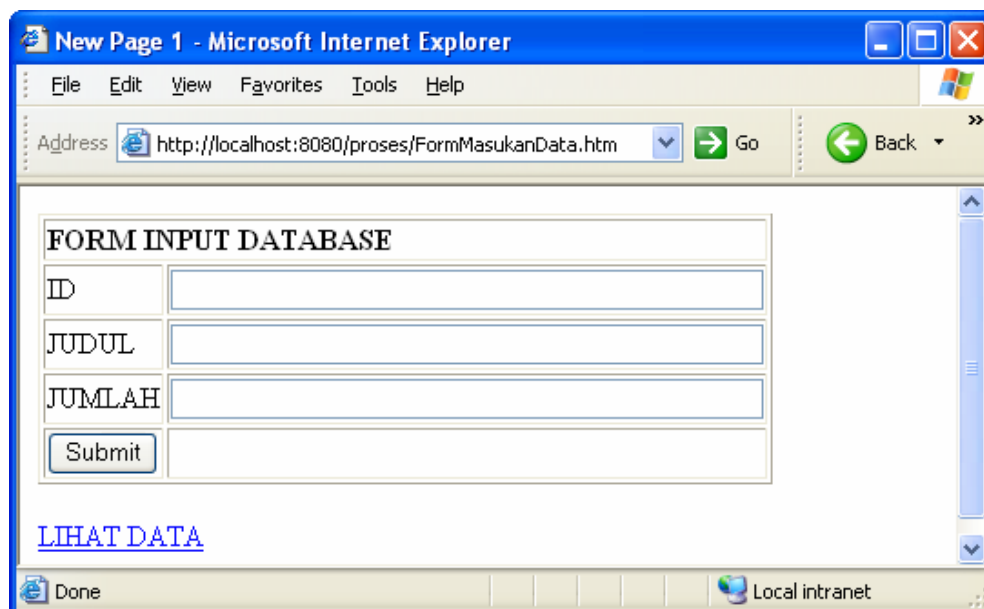 New Page 1 - Microsoft Internet Explorer
File Edit View Favorites Tools Help
Address http://localhost:8080/proses/FormMasukanData.htm Go Back
FORM INPUT DATABASE
ID
JUDUL
JUMLAH
Submit
LIHAT DATA
Done Local intranet